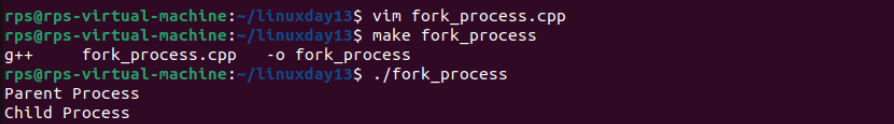 rps@rps-virtual-machine:~/linuxday13$ vim fork_process.cpp
rps@rps-virtual-machine:~/linuxday13$ make fork_process
g++     fork_process.cpp   -o fork_process
rps@rps-virtual-machine:~/linuxday13$ ./fork_process
Parent Process
Child Process